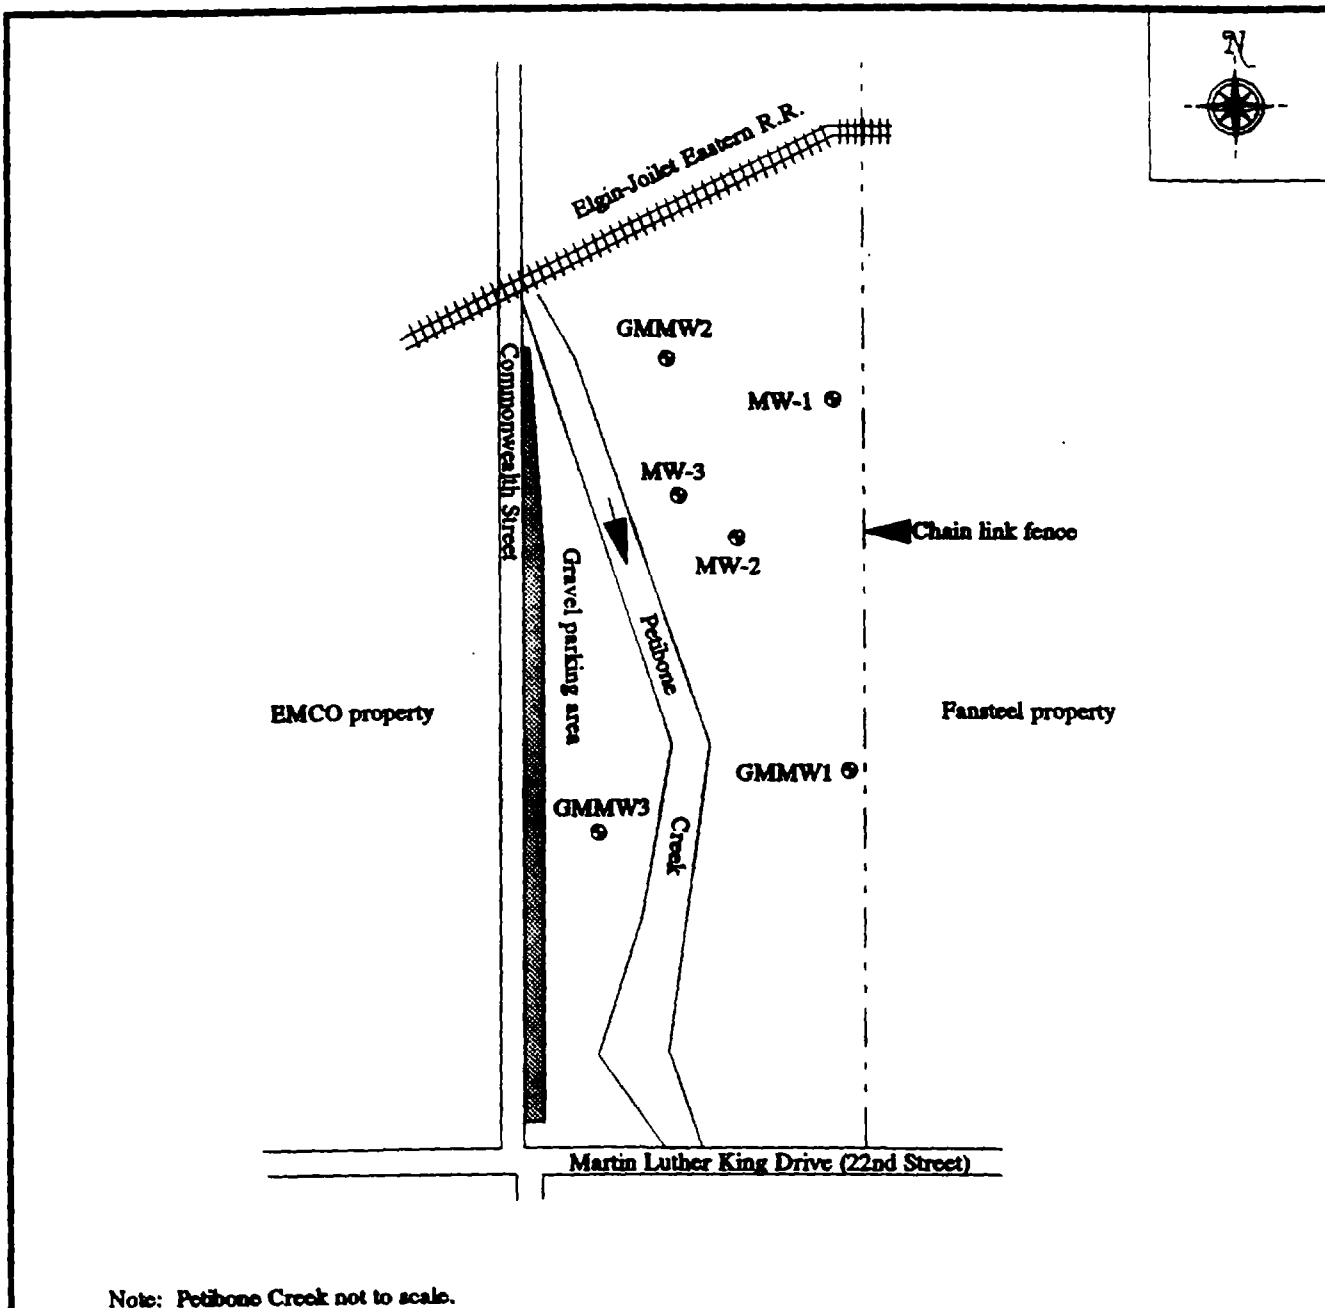 N
Elgin-Joilet Eastern R.R.
GMMW2
Commonwealth Street
MW-1
MW-3
Chain link fence
MW-2
Gravel parking area
Petibone
EMCO property
Fansteel property
GMMW1
GMMW3
Creek
Martin Luther King Drive (22nd Street)
Note: Petibone Creek not to scale.